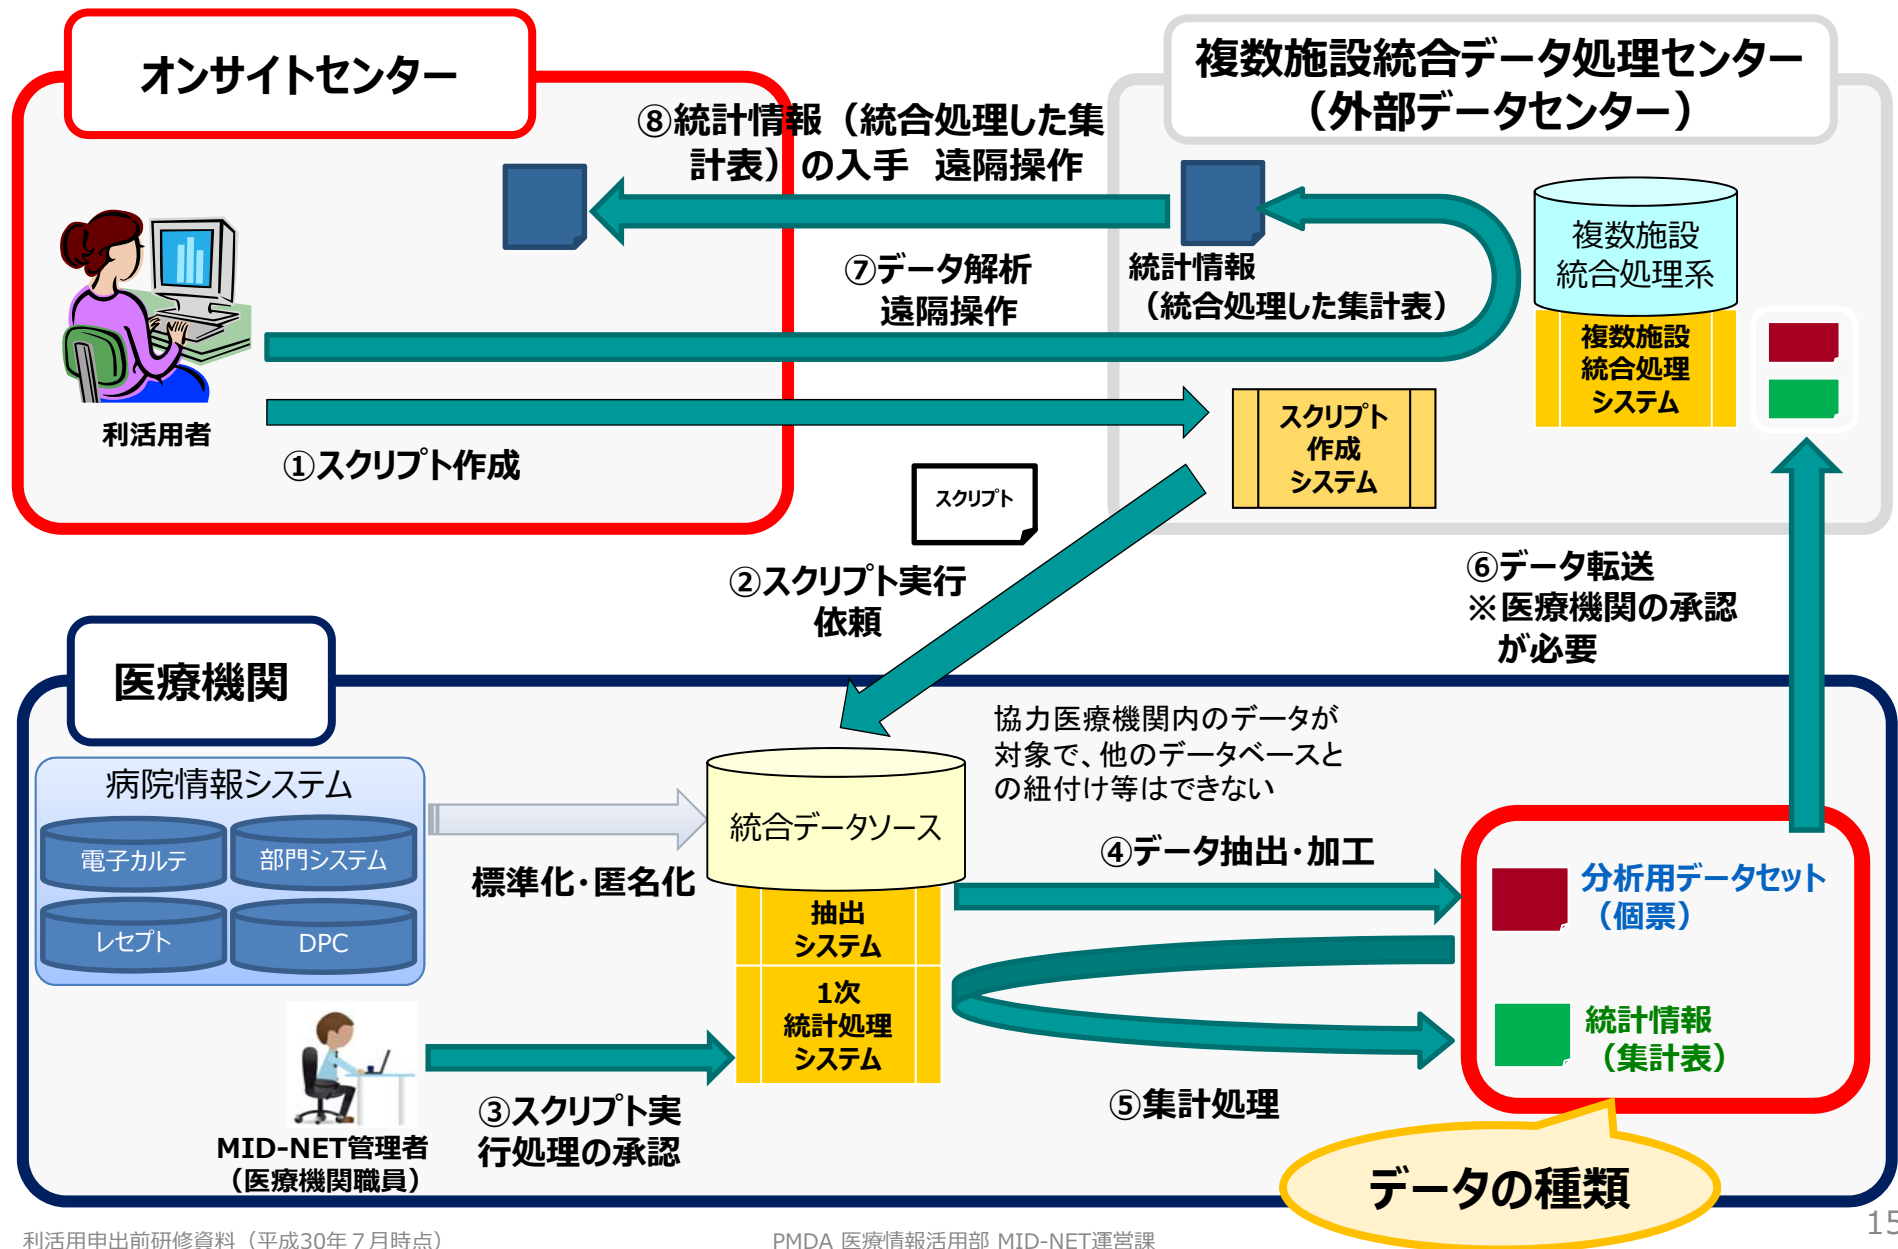 オンサイトセンター
複数施設統合データ処理センター
（外部データセンター）
⑧統計情報（統合処理した集
計表）の入手　遠隔操作
複数施設
統合処理系
⑦データ解析
遠隔操作
統計情報
（統合処理した集計表）
複数施設
統合処理
システム
利活用者
①スクリプト作成
スクリプト
作成
システム
スクリプト
②スクリプト実行
依頼
⑥データ転送
※医療機関の承認
が必要
医療機関
協力医療機関内のデータが
対象で、他のデータベースと
の紐付け等はできない
病院情報システム
電子カルテ
部門システム
レセプト
DPC
標準化・匿名化
統合データソース
④データ抽出・加工
分析用データセット
（個票）
抽出
システム
1次
統計処理
システム
統計情報
（集計表）
⑤集計処理
③スクリプト実
行処理の承認
MID-NET管理者
（医療機関職員）
データの種類
利活用申出前研修資料（平成30年７月時点）
PMDA 医療情報活用部 MID-NET運営課
15